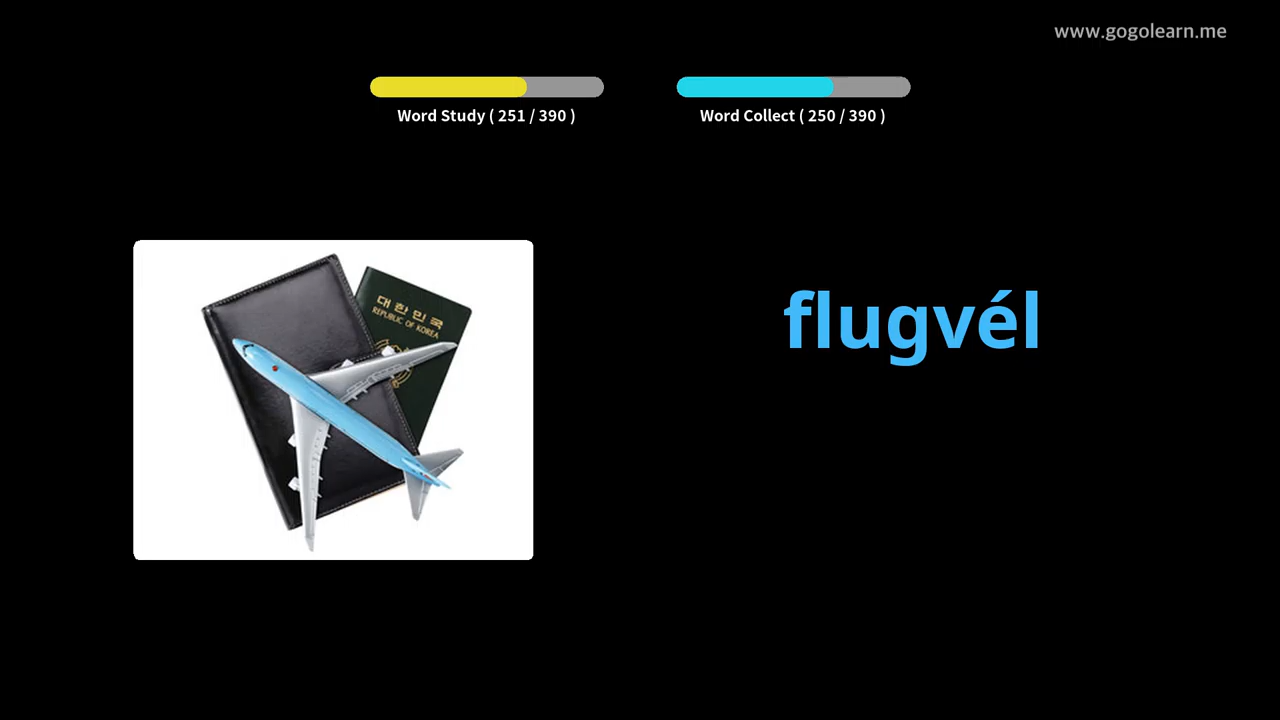 www.gogolearn.me
Word Study ( 251 / 390 )
Word Collect ( 250 / 390 )
대한민국
REPUBLIC OF KOREA
flugvél